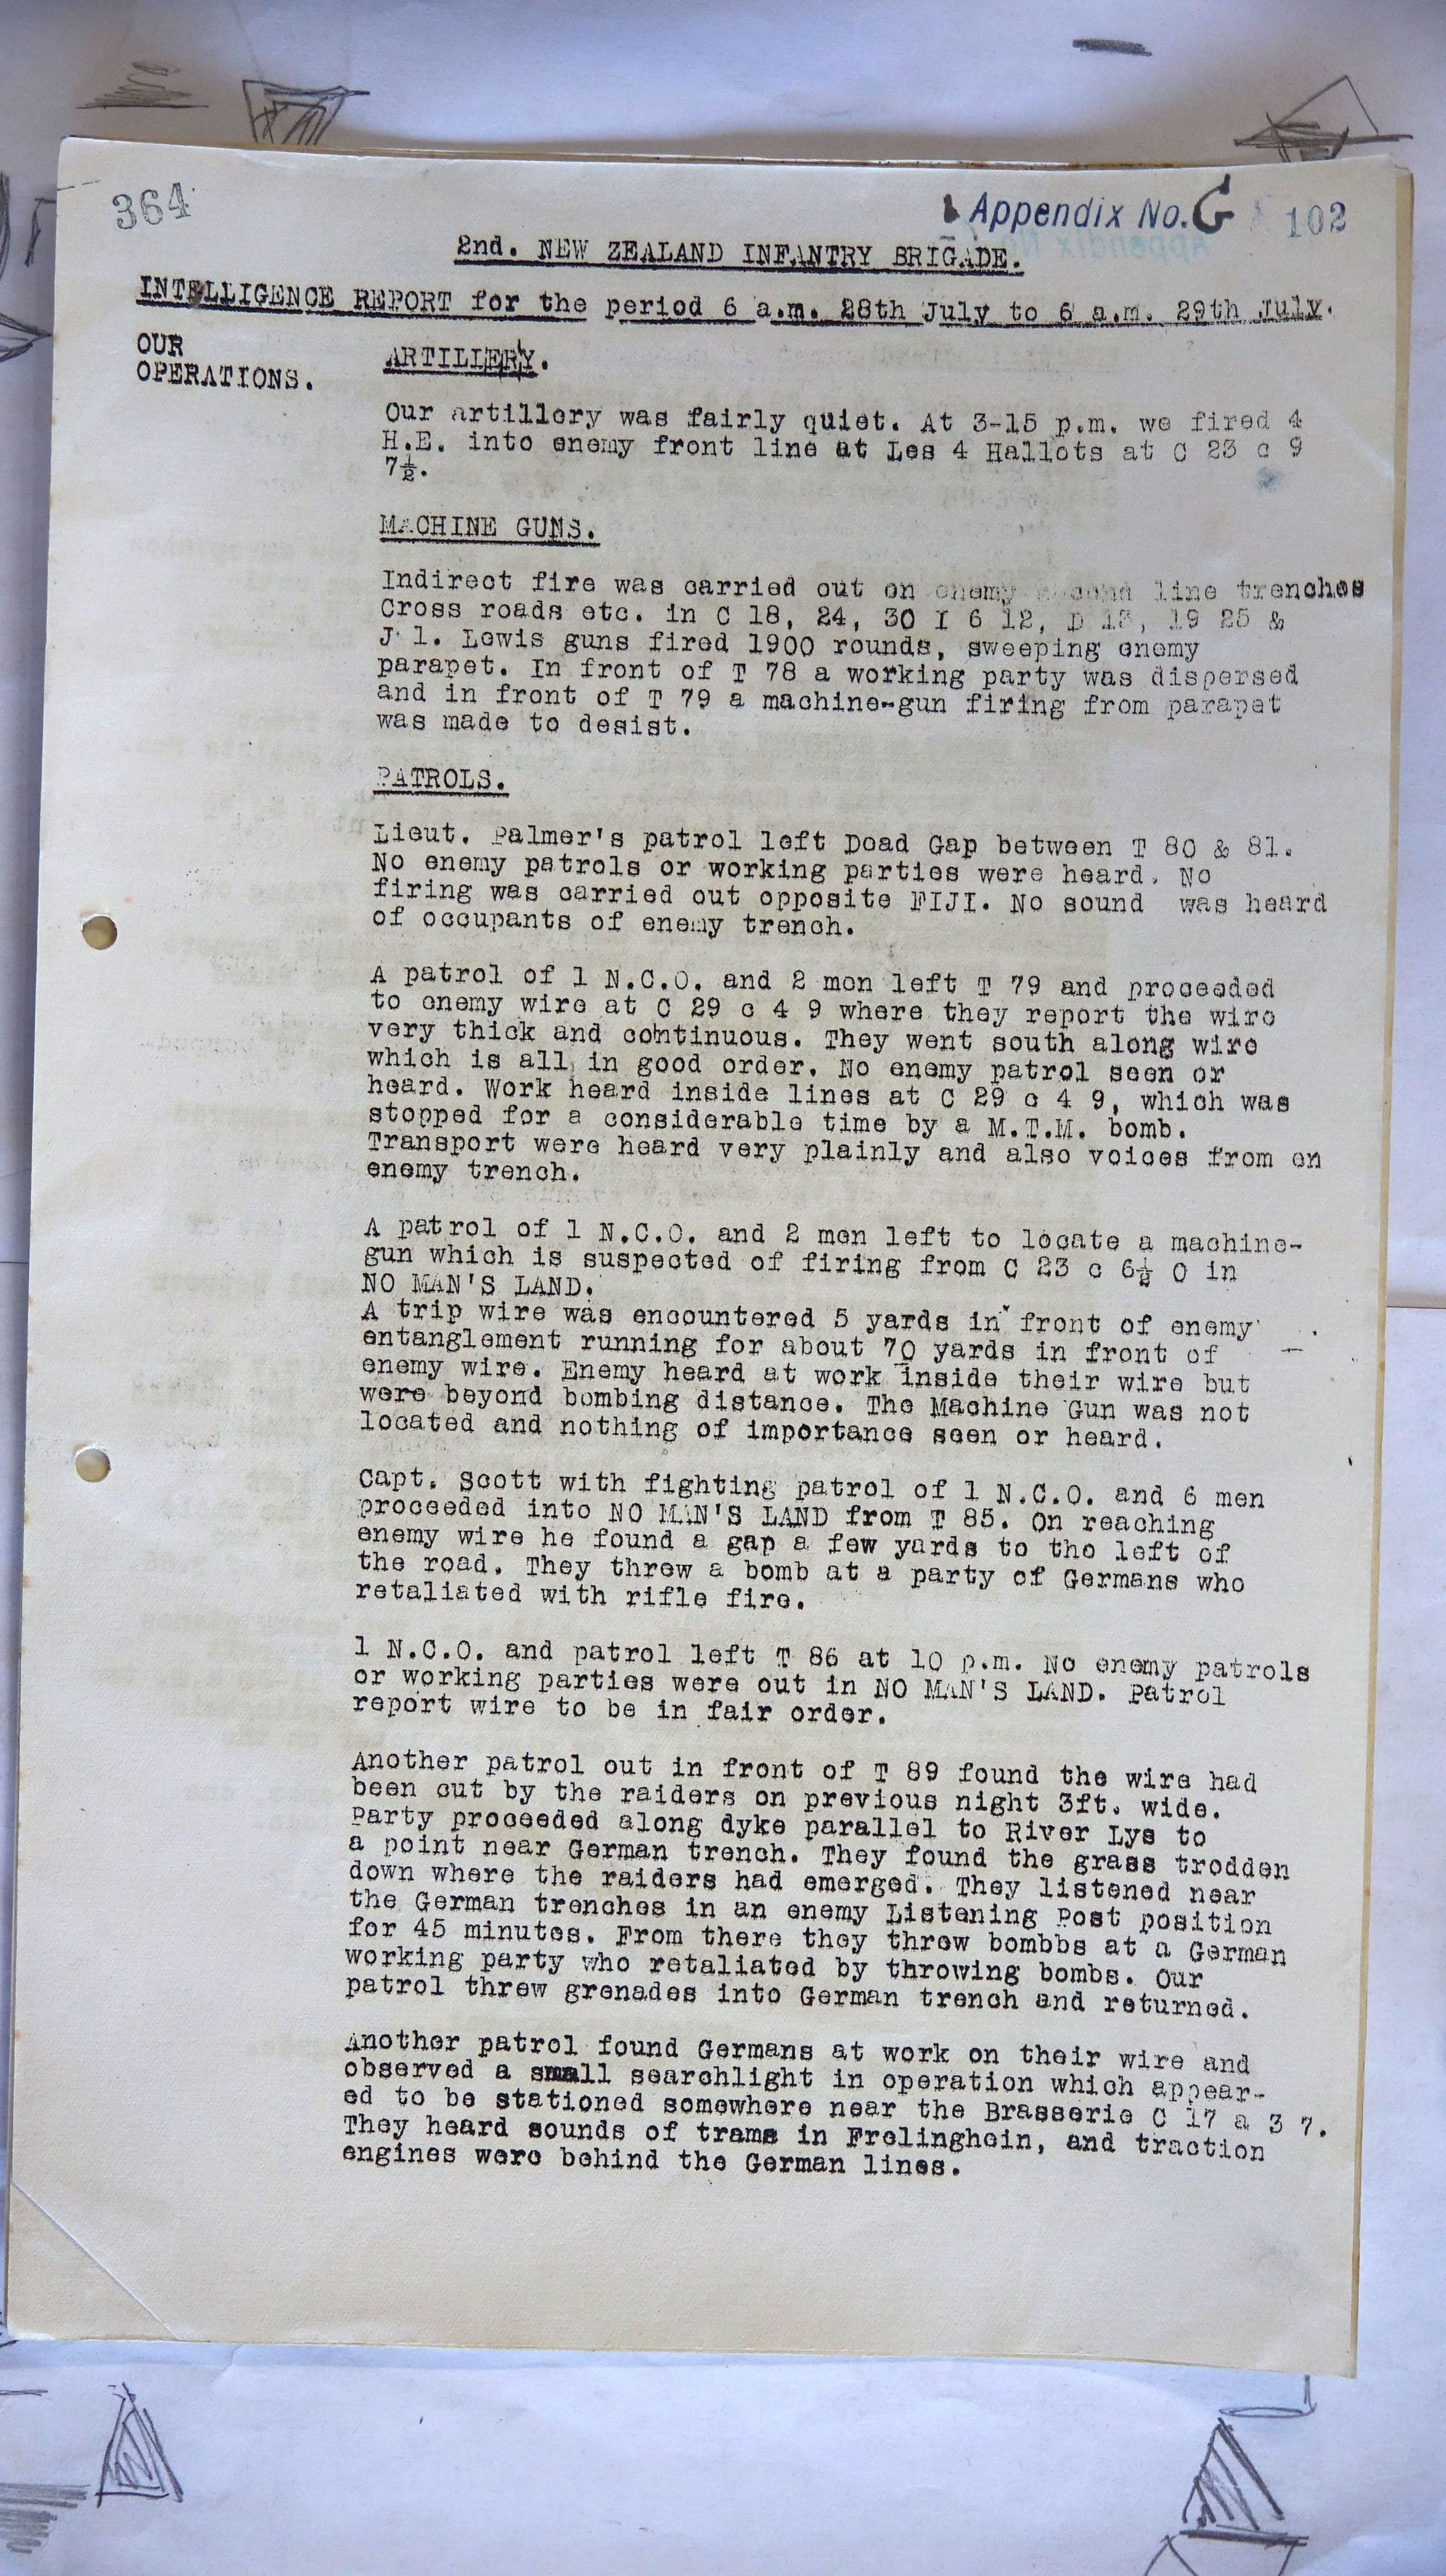 364
Appendix No. G 102
2nd. NEW ZEALAND INFANTRY BRIGADE.
INTELLIGENCE REPORT for the period 6 a.m. 28th July to 6 a.m. 29th July.
OUR
OPERATIONS.
ARTILLERY.
Our artillery was fairly quiet. At 3-15 p.m. we fired 4
H.E. into enemy front line at Les 4 Hallots at C 23 c 9
7½.
MACHINE GUNS.
Indirect fire was carried out on enemy second line trenches
Cross roads etc. in C 18, 24, 30 I 6 12, D 13, 19 25 &
J 1. Lewis guns fired 1900 rounds, sweeping enemy
parapet. In front of T 78 a working party was dispersed
and in front of T 79 a machine-gun firing from parapet
was made to desist.
PATROLS.
Lieut. Palmer's patrol left Dead Gap between T 80 & 81.
No enemy patrols or working parties were heard. No
firing was carried out opposite FIJI. No sound was heard
of occupants of enemy trench.
A patrol of 1 N.C.O. and 2 men left T 79 and proceeded
to enemy wire at C 29 c 4 9 where they report the wire
very thick and continuous. They went south along wire
which is all in good order. No enemy patrol seen or
heard. Work heard inside lines at C 29 c 4 9, which was
stopped for a considerable time by a M.T.M. bomb.
Transport were heard very plainly and also voices from en
enemy trench.
A patrol of 1 N.C.O. and 2 men left to locate a machine-
gun which is suspected of firing from C 23 c 6½ 0 in
NO MAN'S LAND.
A trip wire was encountered 5 yards in front of enemy
entanglement running for about 70 yards in front of
enemy wire. Enemy heard at work inside their wire but
were beyond bombing distance. The Machine Gun was not
located and nothing of importance seen or heard.
Capt. Scott with fighting patrol of 1 N.C.O. and 6 men
proceeded into NO MAN'S LAND from T 85. On reaching
enemy wire he found a gap a few yards to the left of
the road. They threw a bomb at a party of Germans who
retaliated with rifle fire.
1 N.C.O. and patrol left T 86 at 10 p.m. No enemy patrols
or working parties were out in NO MAN'S LAND. Patrol
report wire to be in fair order.
Another patrol out in front of T 89 found the wire had
been cut by the raiders on previous night 3ft. wide.
Party proceeded along dyke parallel to River Lys to
a point near German trench. They found the grass trodden
down where the raiders had emerged. They listened near
the German trenches in an enemy Listening Post position
for 45 minutes. From there they threw bombbs at a German
working party who retaliated by throwing bombs. Our
patrol threw grenades into German trench and returned.
Another patrol found Germans at work on their wire and
observed a small searchlight in operation which appear-
ed to be stationed somewhere near the Brasserie C 17 a 3 7.
They heard sounds of trams in Frelinghein, and traction
engines were behind the German lines.